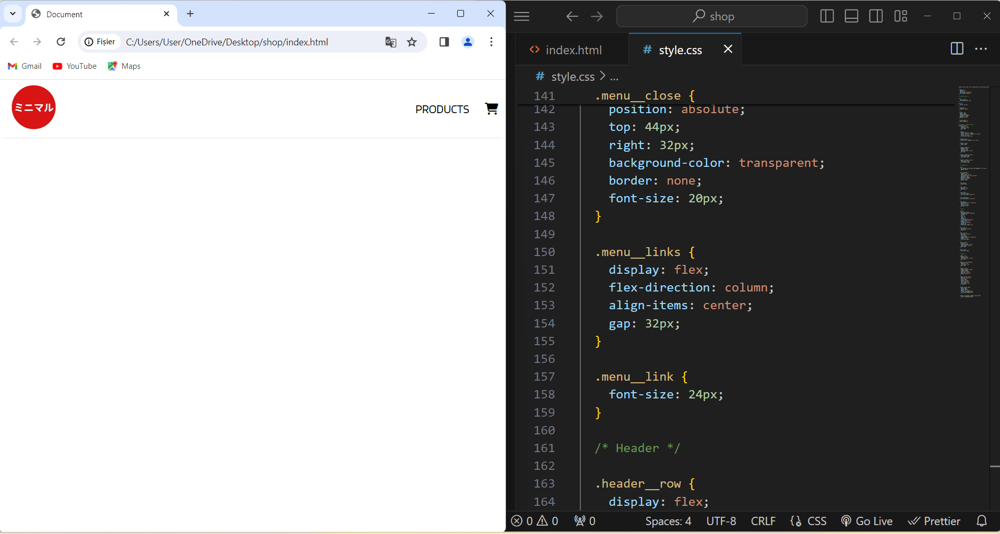 Document
Fișier
C:/Users/User/OneDrive/Desktop/shop/index.html
Gmail
YouTube
Maps
ミニマル
PRODUCTS
shop
index.html
# style.css
# style.css > ...
141 .menu__close {
142 position: absolute;
143 top: 44px;
144 right: 32px;
145 background-color: transparent;
146 border: none;
147 font-size: 20px;
148 }
149
150 .menu__links {
151 display: flex;
152 flex-direction: column;
153 align-items: center;
154 gap: 32px;
155 }
156
157 .menu__link {
158 font-size: 24px;
159 }
160
161 /* Header */
162
163 .header__row {
164 display: flex;
0 0 0 Spaces: 4 UTF-8 CRLF CSS Go Live Prettier